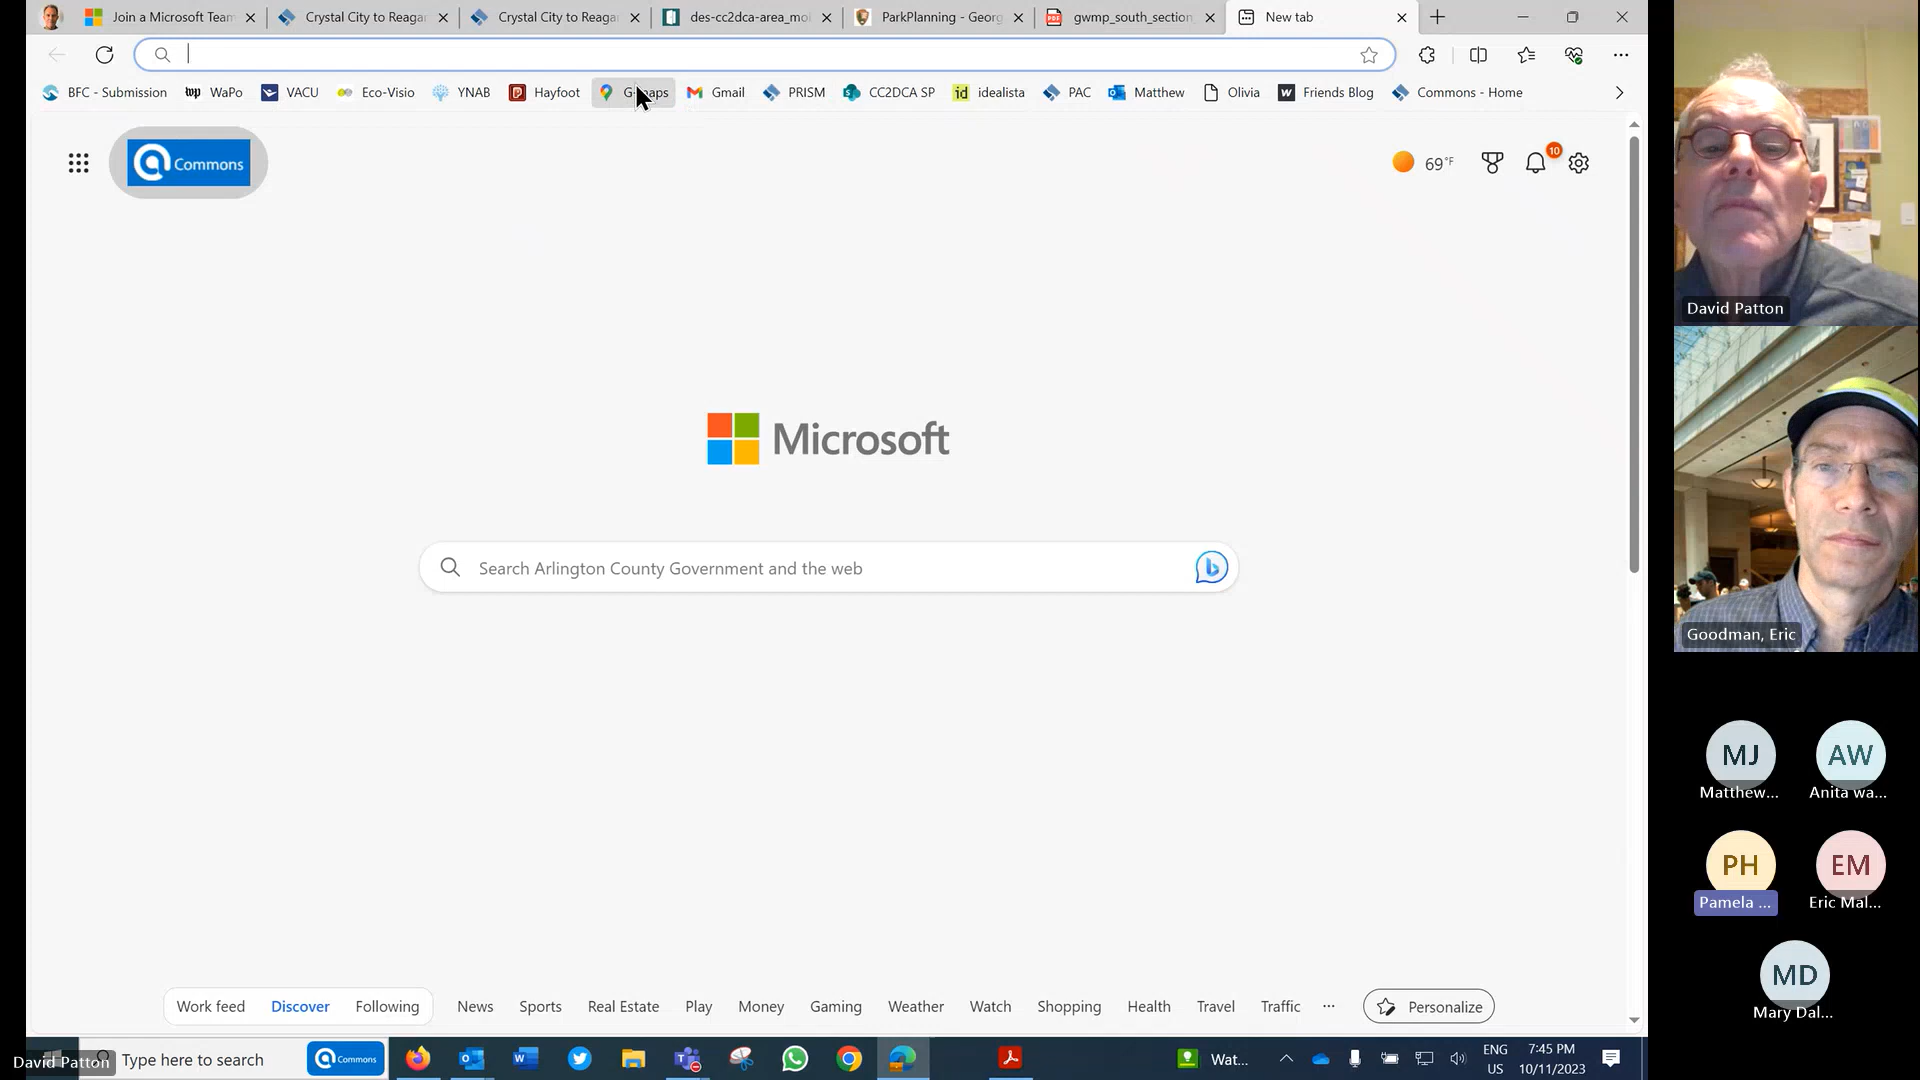 Join a Microsoft Team
Crystal City to Reagan
Crystal City to Reagan
des-cc2dca-area_mo
ParkPlanning - Georg
gwmp_south_section
New tab
BFC - Submission
WaPo
VACU
Eco-Visio
YNAB
Hayfoot
Gmail
PRISM
CC2DCA SP
idealista
PAC
Matthew
Olivia
Friends Blog
Commons - Home
@Commons
69°F
10
Microsoft
Search Arlington County Government and the web
Work feed
Discover
Following
News
Sports
Real Estate
Play
Money
Gaming
Weather
Watch
Shopping
Health
Travel
Traffic
...
Personalize
David Patton
Type here to search
@Commons
Wat...
ENG
US
7:45 PM
10/11/2023
David Patton
Goodman, Eric
MJ
Matthew...
AW
Anita wa...
PH
Pamela ...
EM
Eric Mal...
MD
Mary Dal...